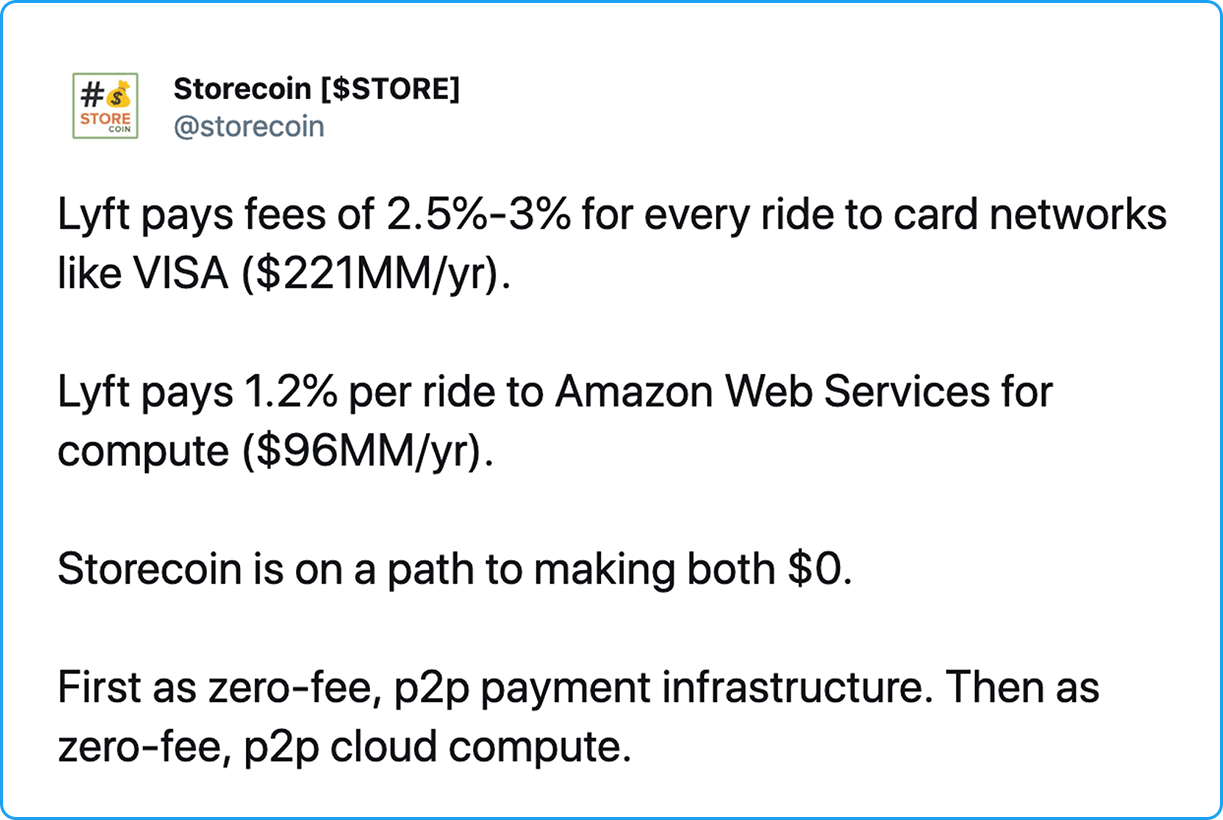 #💰
STORE
COIN
Storecoin [$STORE]
@storecoin
Lyft pays fees of 2.5%-3% for every ride to card networks
like VISA ($221MM/yr).
Lyft pays 1.2% per ride to Amazon Web Services for
compute ($96MM/yr).
Storecoin is on a path to making both $0.
First as zero-fee, p2p payment infrastructure. Then as
zero-fee, p2p cloud compute.